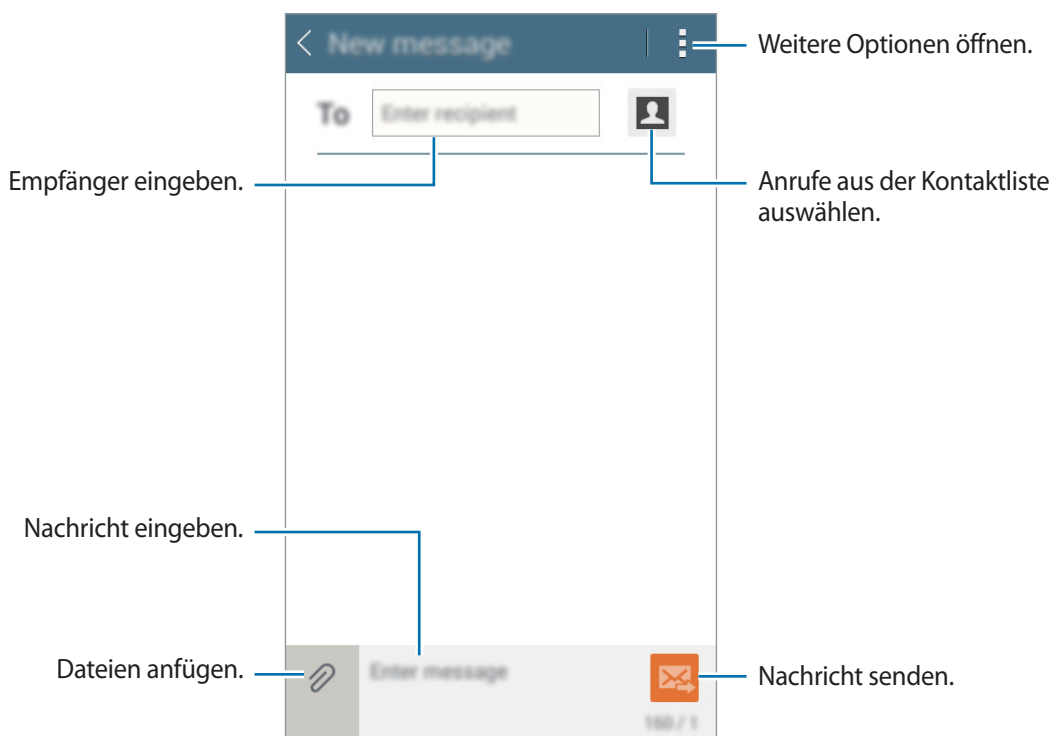 New message
Weitere Optionen öffnen.
To
Enter recipient
Empfänger eingeben.
Anrufe aus der Kontaktliste
auswählen.
Nachricht eingeben.
Dateien anfügen.
Enter message
Nachricht senden.
160 / 1